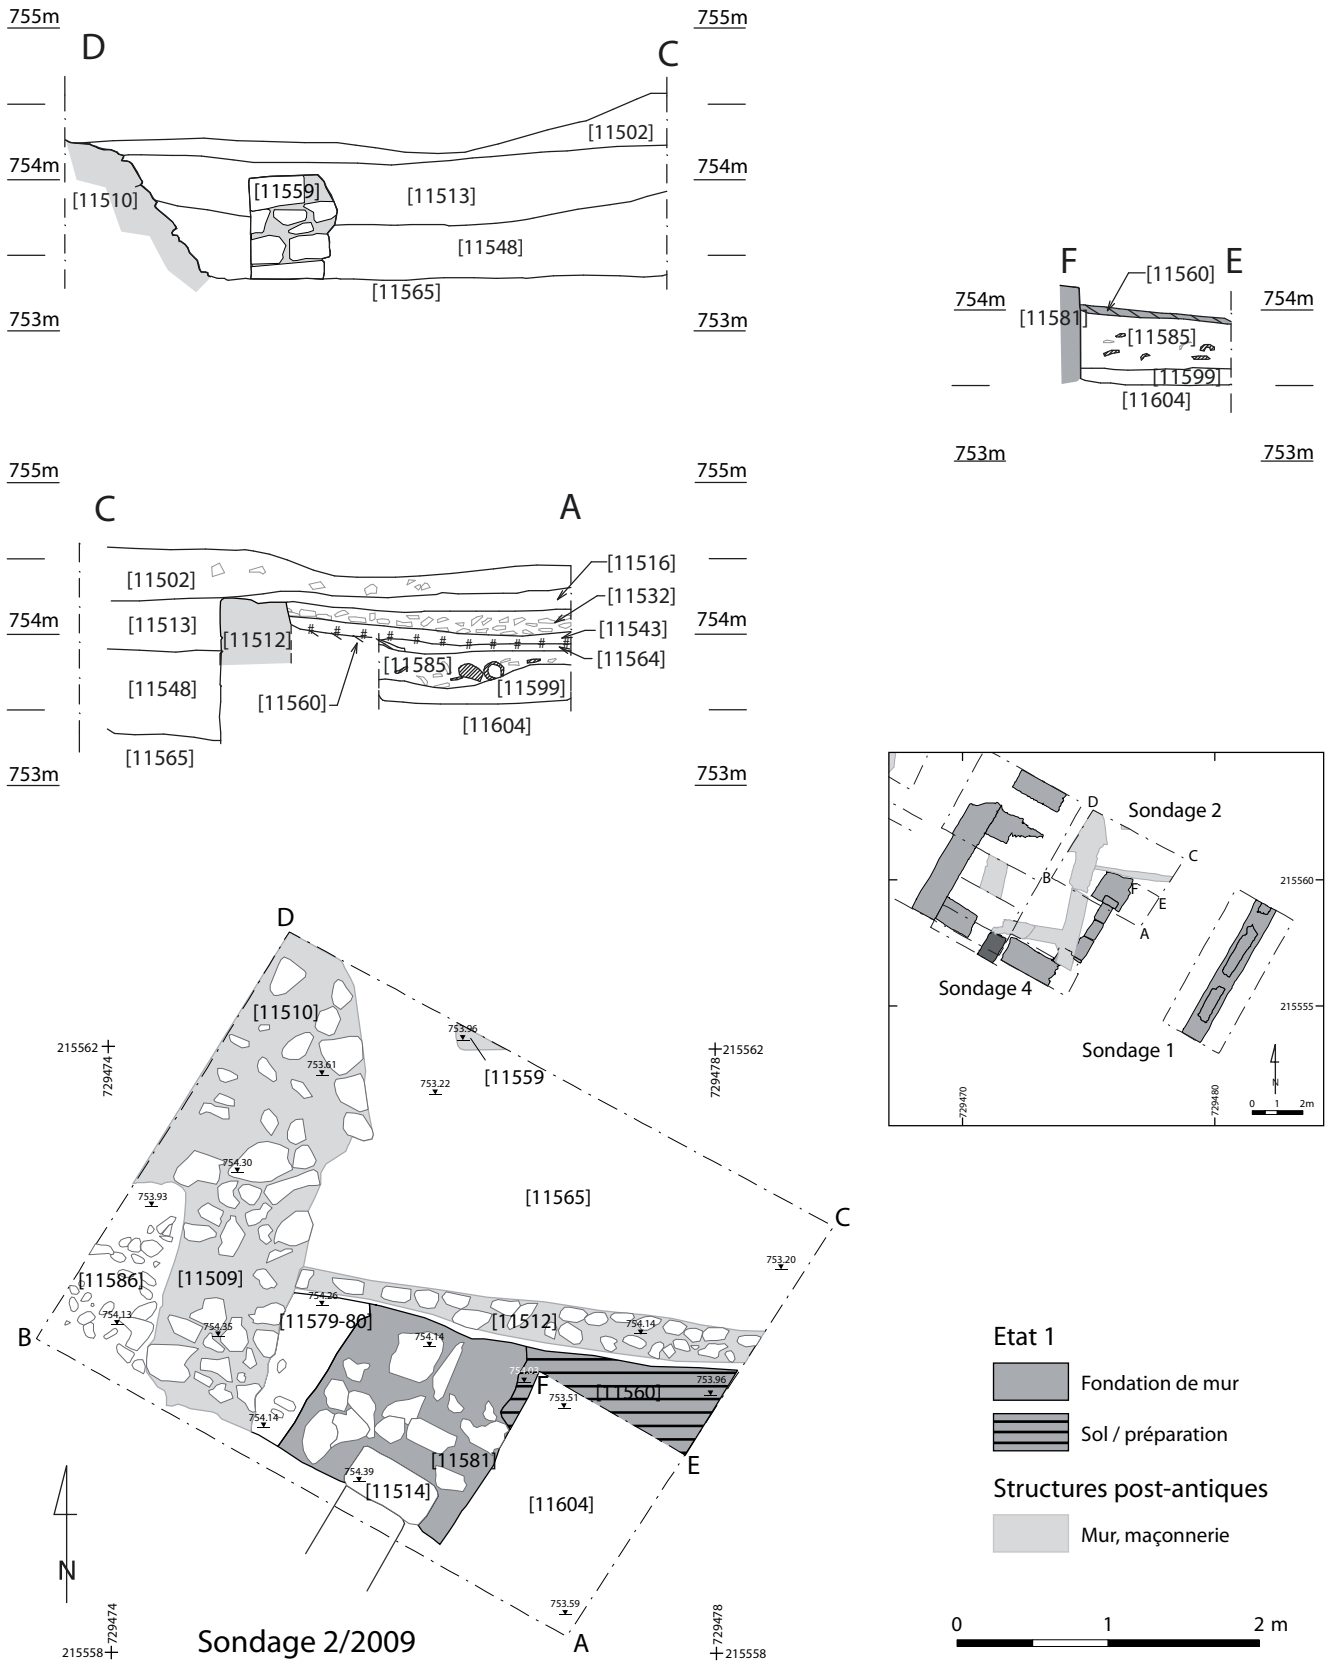 755m
755m
D
C
[11502]
754m
754m
[11559]
[11510]
[11513]
[11548]
[11565]
753m
753m
F
E
[11560]
754m
754m
[11581]
[11585]
[11599]
[11604]
753m
753m
755m
755m
C
A
[11516]
[11502]
[11532]
754m
[11513]
[11512]
[11543]
754m
[11585]
[11564]
[11548]
[11560]
[11599]
[11604]
[11565]
753m
753m
D
Sondage 2
C
B
F
E
A
215560
Sondage 4
215555
Sondage 1
N
729470
729480
0 1 2m
D
[11510]
215562
729474
753.96
753.61
[11559
753.22
729478
215562
754.30
753.93
[11565]
C
753.20
[11586]
[11509]
754.26
[11579-80]
[11512]
754.13
754.35
754.14
754.14
B
754.03
F
[11560]
753.96
753.51
754.14
[11581]
E
754.39
[11514]
[11604]
N
753.59
A
729474
215558
Sondage 2/2009
729478
215558
Etat 1
Fondation de mur
Sol / préparation
Structures post-antiques
Mur, maçonnerie
0 1 2 m